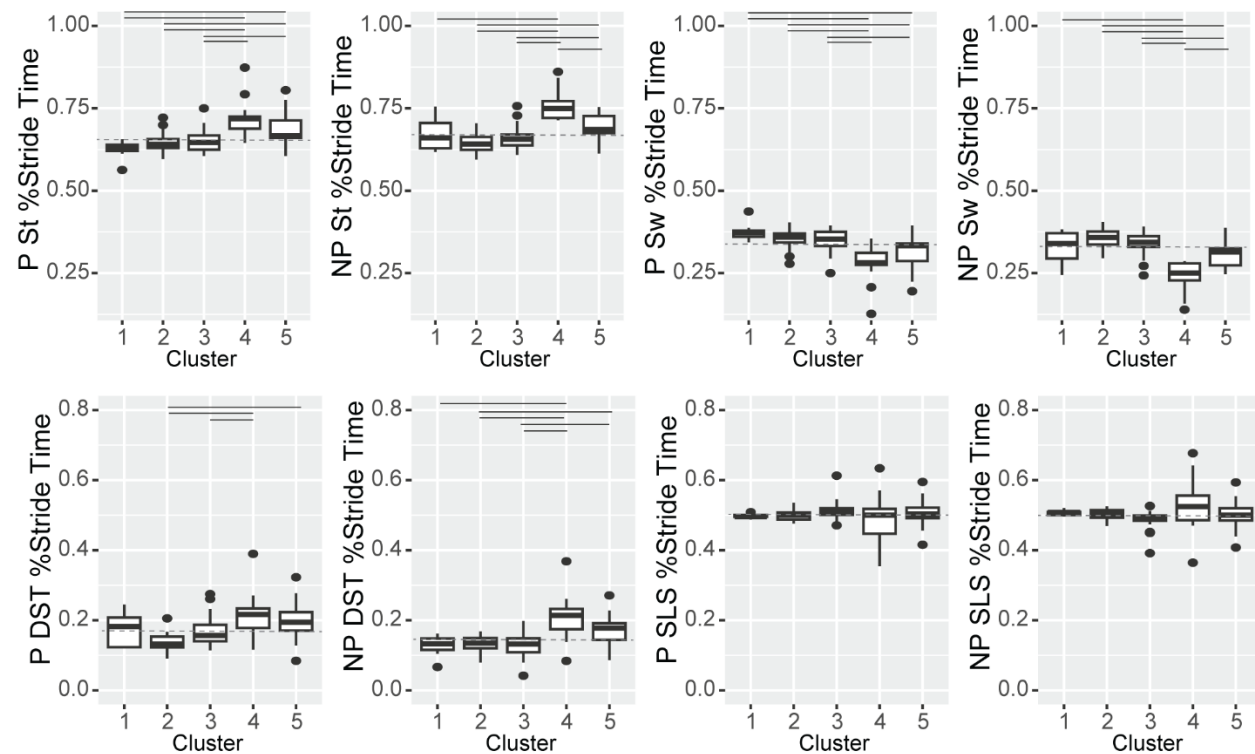 P St %Stride Time
1.00
0.75
0.50
0.25
1 2 3 4 5
Cluster
NP St %Stride Time
1.00
0.75
0.50
0.25
1 2 3 4 5
Cluster
P Sw %Stride Time
1.00
0.75
0.50
0.25
1 2 3 4 5
Cluster
NP Sw %Stride Time
1.00
0.75
0.50
0.25
1 2 3 4 5
Cluster
P DST %Stride Time
0.8
0.6
0.4
0.2
0.0
1 2 3 4 5
Cluster
NP DST %Stride Time
0.8
0.6
0.4
0.2
0.0
1 2 3 4 5
Cluster
P SLS %Stride Time
0.8
0.6
0.4
0.2
0.0
1 2 3 4 5
Cluster
NP SLS %Stride Time
0.8
0.6
0.4
0.2
0.0
1 2 3 4 5
Cluster